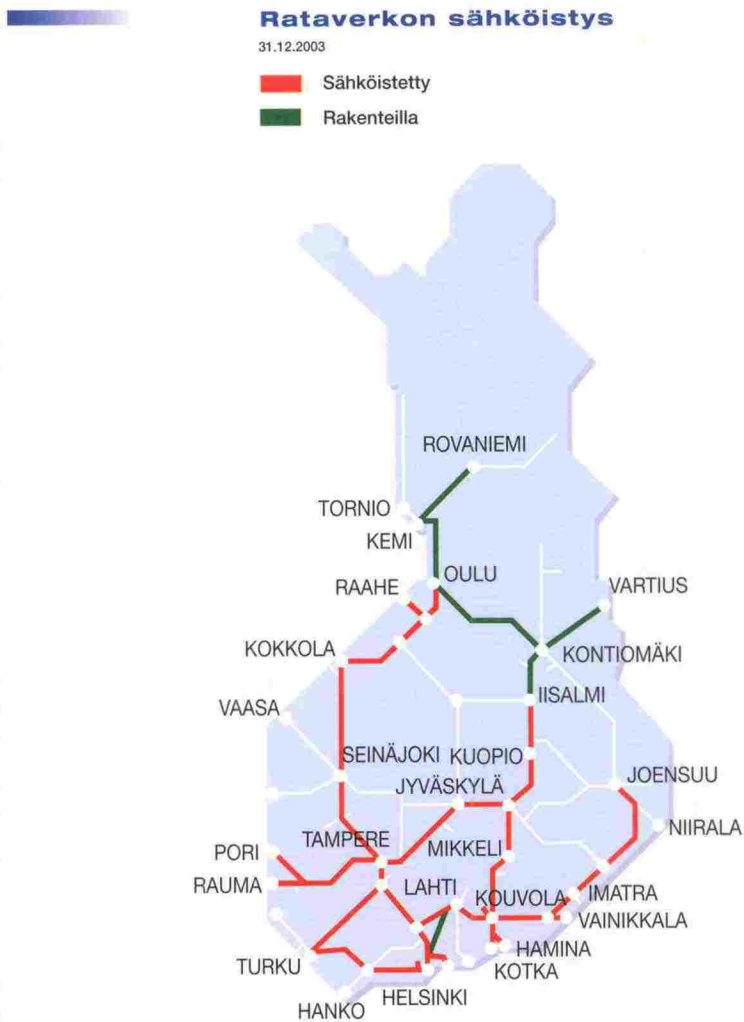 Rataverkon sähköistys
31.12.2003
Sähköistetty
Rakenteilla
ROVANIEMI
TORNIO
KEMI
OULU
RAAHE
VARTIUS
KOKKOLA
KONTIOMÄKI
IISALMI
VAASA
SEINÄJOKI
KUOPIO
JYVÄSKYLÄ
JOENSUU
NIIRALA
TAMPERE
MIKKELI
PORI
RAUMA
LAHTI
KOUVOLA
IMATRA
VAINIKKALA
HAMINA
KOTKA
TURKU
HELSINKI
HANKO